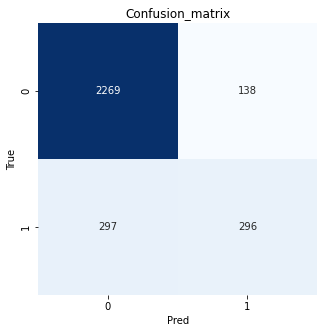 Confusion_matrix
0
2269
138
True
1
297
296
0
1
Pred